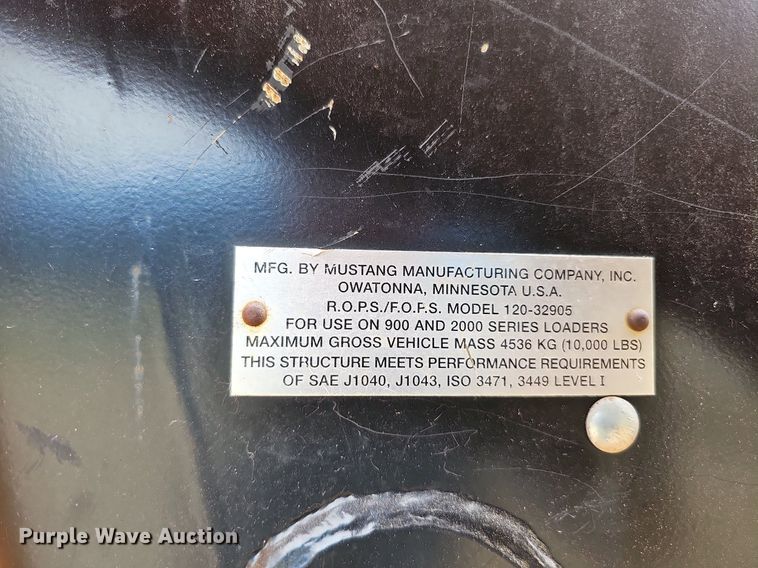 MFG. BY MUSTANG MANUFACTURING COMPANY, INC.
OWATONNA, MINNESOTA U.S.A.
R.O.P.S./F.O.P.S. MODEL 120-32905
FOR USE ON 900 AND 2000 SERIES LOADERS
MAXIMUM GROSS VEHICLE MASS 4536 KG (10,000 LBS)
THIS STRUCTURE MEETS PERFORMANCE REQUIREMENTS
OF SAE J1040, J1043, ISO 3471, 3449 LEVEL I
Purple Wave Auction